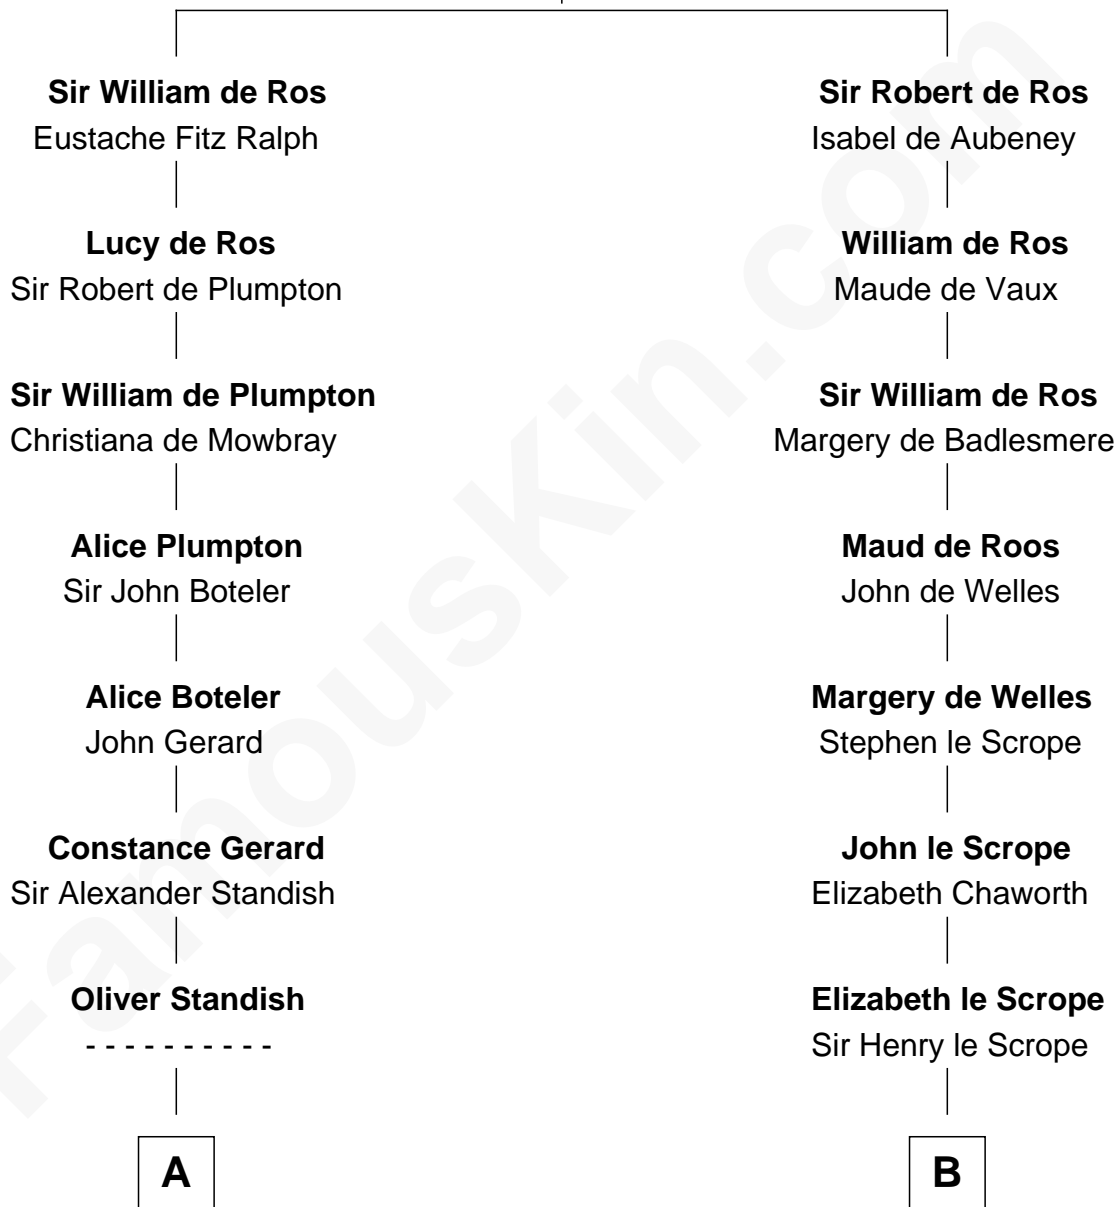 Sir William de Ros
Eustache Fitz Ralph
Lucy de Ros
Sir Robert de Plumpton
Sir William de Plumpton
Christiana de Mowbray
Alice Plumpton
Sir John Boteler
Alice Boteler
John Gerard
Constance Gerard
Sir Alexander Standish
Oliver Standish
- - - - - - - - - -
A
Sir Robert de Ros
Isabel de Aubeney
William de Ros
Maude de Vaux
Sir William de Ros
Margery de Badlesmere
Maud de Roos
John de Welles
Margery de Welles
Stephen le Scrope
John le Scrope
Elizabeth Chaworth
Elizabeth le Scrope
Sir Henry le Scrope
B
FamousKin.com